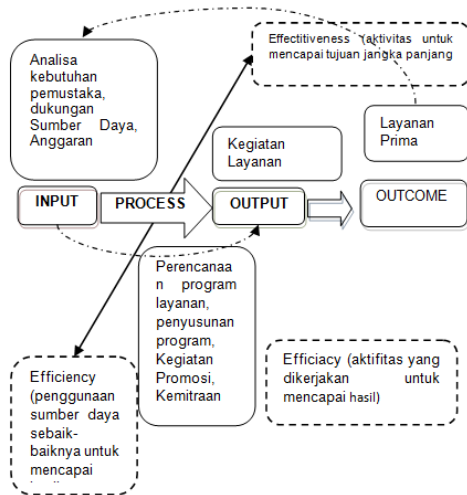 Analisa
kebutuhan
pemustaka,
dukungan
Sumber Daya,
Anggaran
Effectitiveness (aktivitas untuk
mencapai tujuan jangka panjang
Kegiatan
Layanan
Layanan
Prima
INPUT
PROCESS
OUTPUT
OUTCOME
Perencanaa
n program
layanan,
penyusunan
program,
Kegiatan
Promosi,
Kemitraan
Efficiency
(penggunaan
sumber daya
sebaik-
baiknya untuk
mencapai
Efficiacy (aktifitas yang
dikerjakan untuk
mencapai hasil)